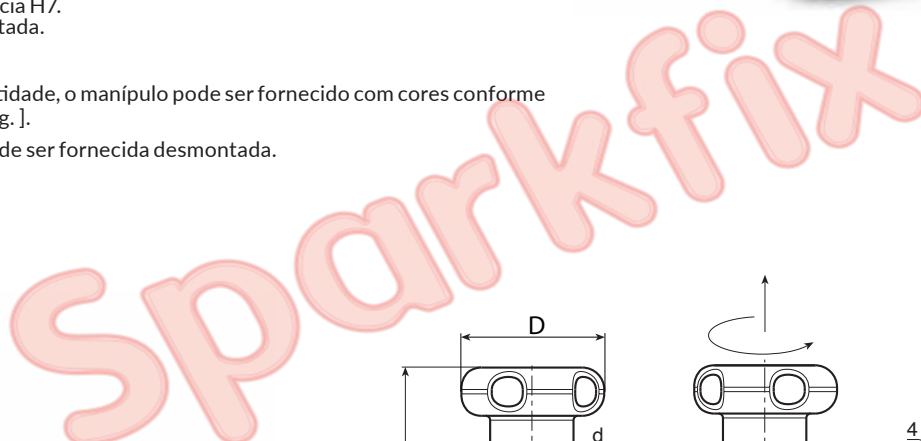 cia H7.
tada.
tidade, o manípulo pode ser fornecido com cores conforme
g. ].
de ser fornecida desmontada.
Sparkfix
D
d
4